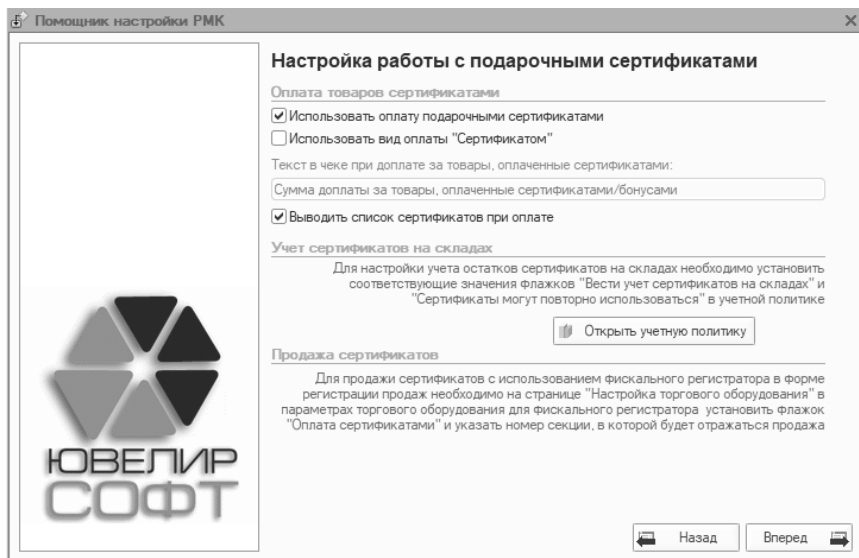 Помощник настройки РМК
Настройка работы с подарочными сертификатами
Оплата товаров сертификатами
Использовать оплату подарочными сертификатами
Использовать вид оплаты "Сертификатом"
Текст в чеке при доплате за товары, оплаченные сертификатами:
Сумма доплаты за товары, оплаченные сертификатами/бонусами
Выводить список сертификатов при оплате
Учет сертификатов на складах
Для настройки учета остатков сертификатов на складах необходимо установить
соответствующие значения флажков "Вести учет сертификатов на складах" и
"Сертификаты могут повторно использоваться" в учетной политике
Открыть учетную политику
Продажа сертификатов
Для продажи сертификатов с использованием фискального регистратора в форме
регистрации продаж необходимо на странице "Настройка торгового оборудования" в
параметрах торгового оборудования для фискального регистратора установить флажок
"Оплата сертификатами" и указать номер секции, в которой будет отражаться продажа
ЮВЕЛИР
СОФТ
Назад
Вперед